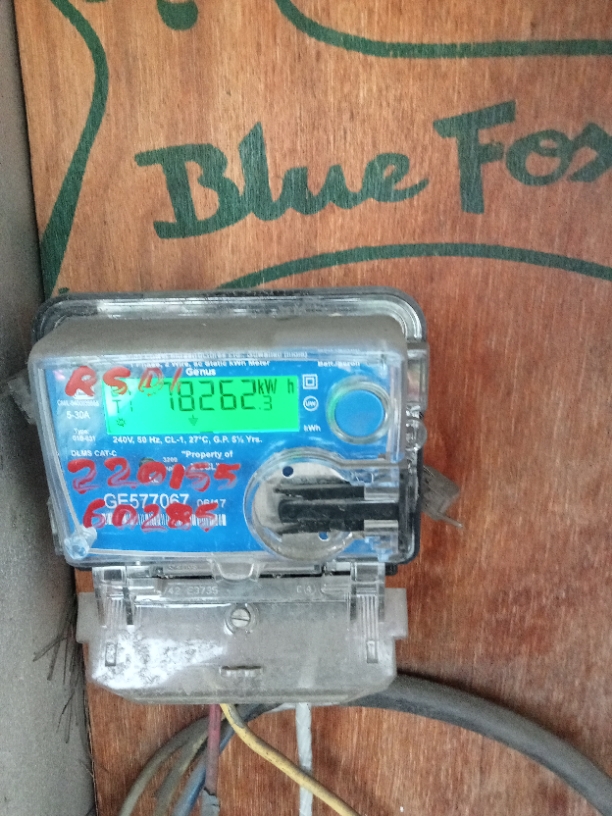 Blue Fox
Genus
RSDI
18262.3 kW h
5-30A
kWh
240V, 50 Hz, CL-1, 27°C, G.P. 5½ Yrs.
DLMS CAT-C
"Property of
220155
GE577067
60285